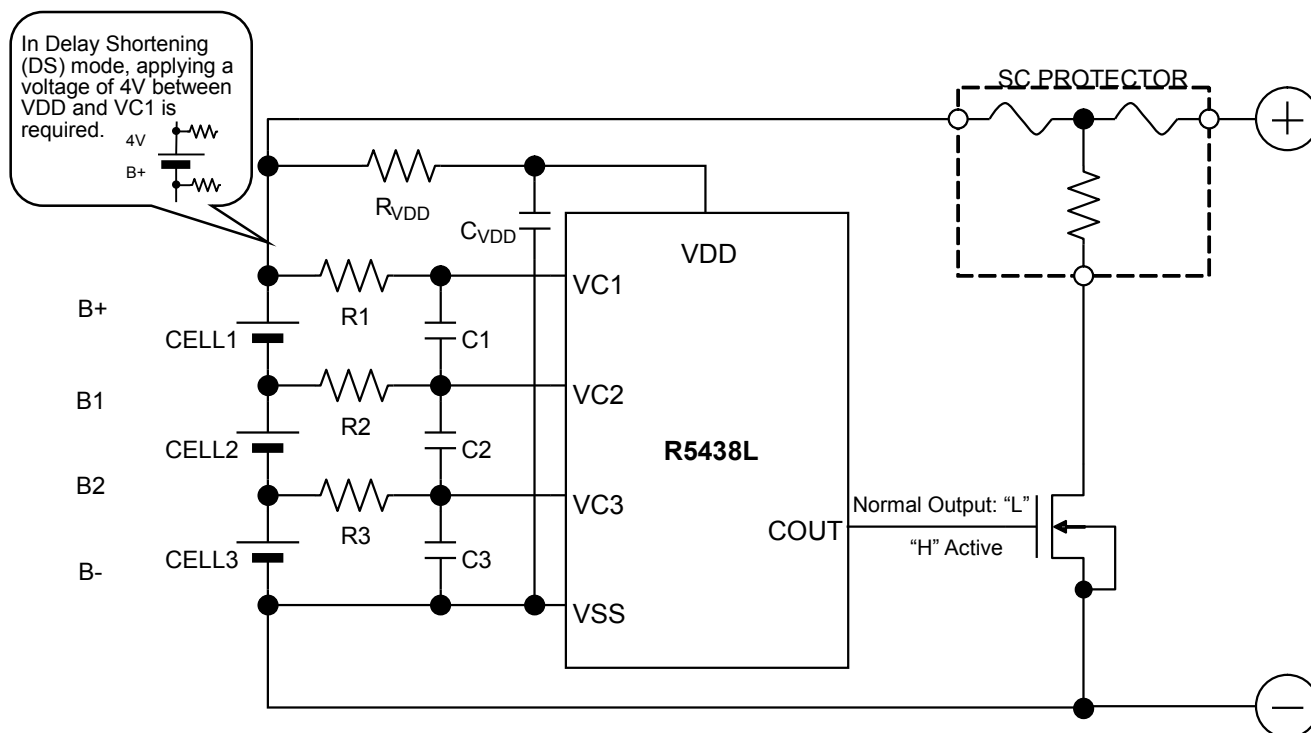 In Delay Shortening
(DS) mode, applying a
voltage of 4V between
VDD and VC1 is
required.
4V
B+
SC PROTECTOR
+
RVDD
CVDD
VDD
VC1
B+
R1
CELL1
C1
B1
VC2
R2
CELL2
C2
R5438L
B2
VC3
Normal Output: “L”
R3
COUT
“H” Active
CELL3
C3
B-
VSS
−